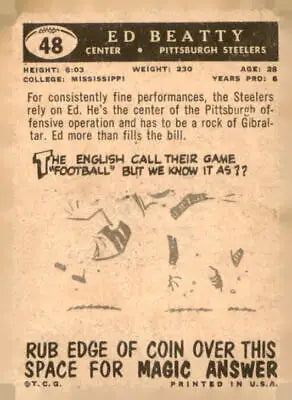 48
ED BEATTY
CENTER • PITTSBURGH STEELERS
HEIGHT: 6:03 WEIGHT: 230 AGE: 28
COLLEGE: MISSISSIPPI YEARS PRO: 6
For consistently fine performances, the Steelers
rely on Ed. He's the center of the Pittsburgh of-
fensive operation and has to be a rock of Gibral-
tar. Ed more than fills the bill.
THE ENGLISH CALL THEIR GAME
"FOOTBALL" BUT WE KNOW IT AS??
RUB EDGE OF COIN OVER THIS
SPACE FOR MAGIC ANSWER
©T.C.G. PRINTED IN U.S.A.